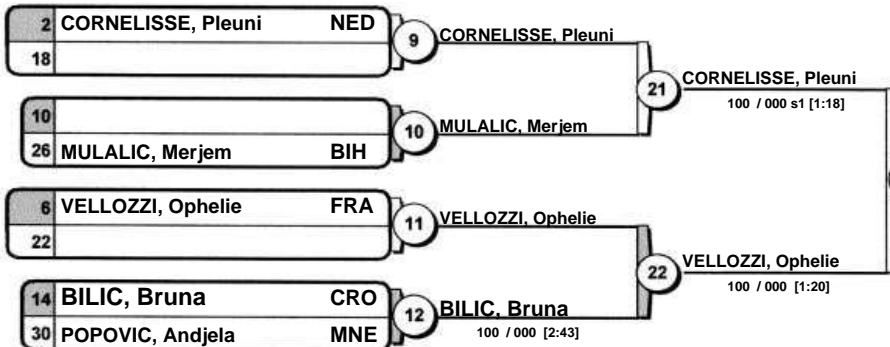 2 CORNELISSE, Pleuni NED
18
9 CORNELISSE, Pleuni
10
26 MULALIC, Merjem BIH
10 MULALIC, Merjem
21 CORNELISSE, Pleuni
100 / 000 s1 [1:18]
6 VELLOZZI, Ophelie FRA
22
11 VELLOZZI, Ophelie
14 BILIC, Bruna CRO
30 POPOVIC, Andjela MNE
12 BILIC, Bruna
100 / 000 [2:43]
22 VELLOZZI, Ophelie
100 / 000 [1:20]